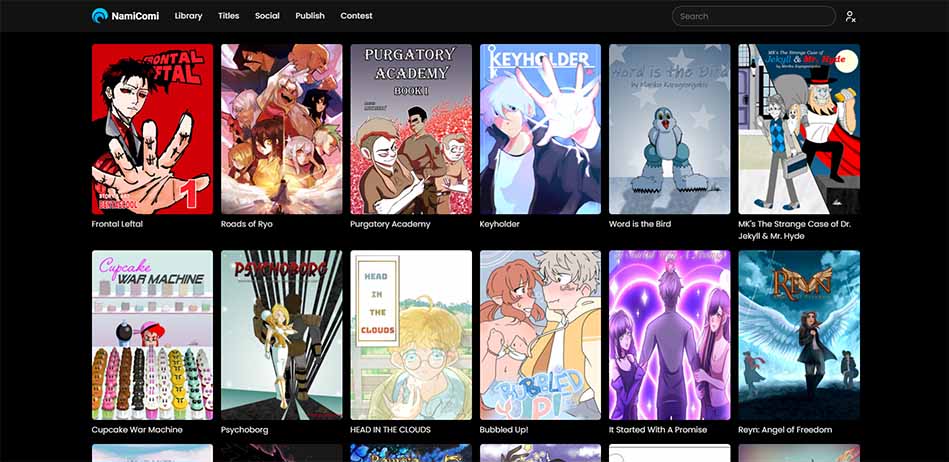 NamiComi Library Titles Social Publish Contest Search
FRONTAL
LEFTAL
1
PURGATORY
ACADEMY
BOOK I
KEYHOLDER
Word is the Bird
by Marika Kapogeorgakis
MK's The Strange Case of
Jekyll & Mr. Hyde
by Marika Kapogeorgakis
Frontal Leftal
Roads of Ryo
Purgatory Academy
Keyholder
Word is the Bird
MK's The Strange Case of Dr.
Jekyll & Mr. Hyde
Cupcake
WAR MACHINE
PSYCHOBORG
HEAD
IN
THE
CLOUDS
BUBBLED
UP!
REYN
Cupcake War Machine
Psychoborg
HEAD IN THE CLOUDS
Bubbled Up!
It Started With A Promise
Reyn: Angel of Freedom